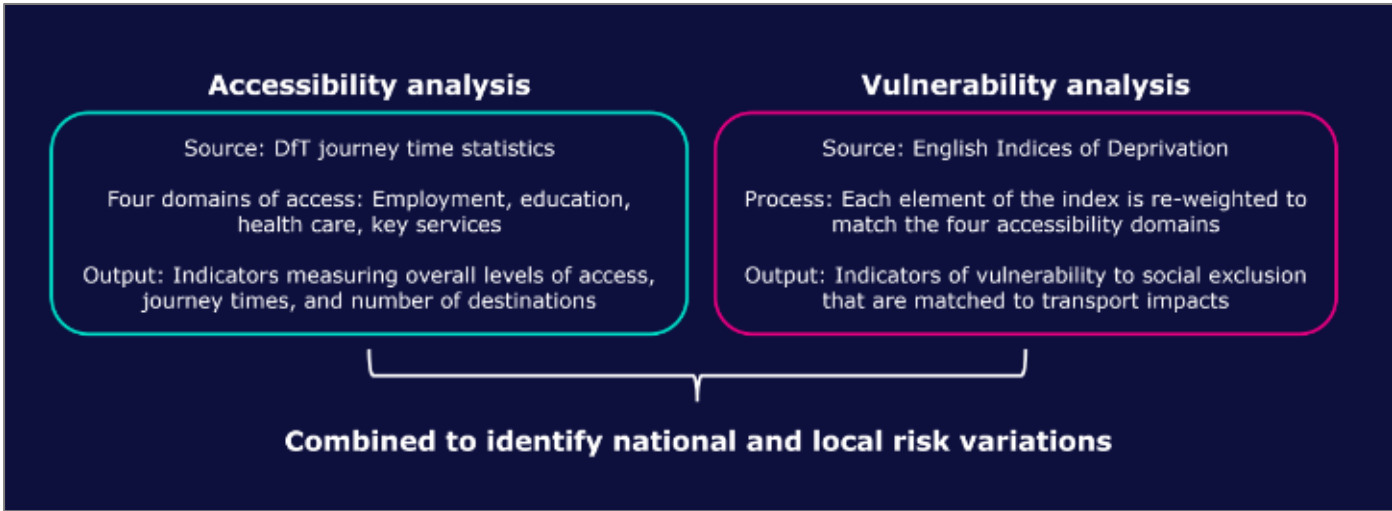 Accessibility analysis
Source: DfT journey time statistics
Four domains of access: Employment, education,
health care, key services
Output: Indicators measuring overall levels of access,
journey times, and number of destinations
Vulnerability analysis
Source: English Indices of Deprivation
Process: Each element of the index is re-weighted to
match the four accessibility domains
Output: Indicators of vulnerability to social exclusion
that are matched to transport impacts
Combined to identify national and local risk variations